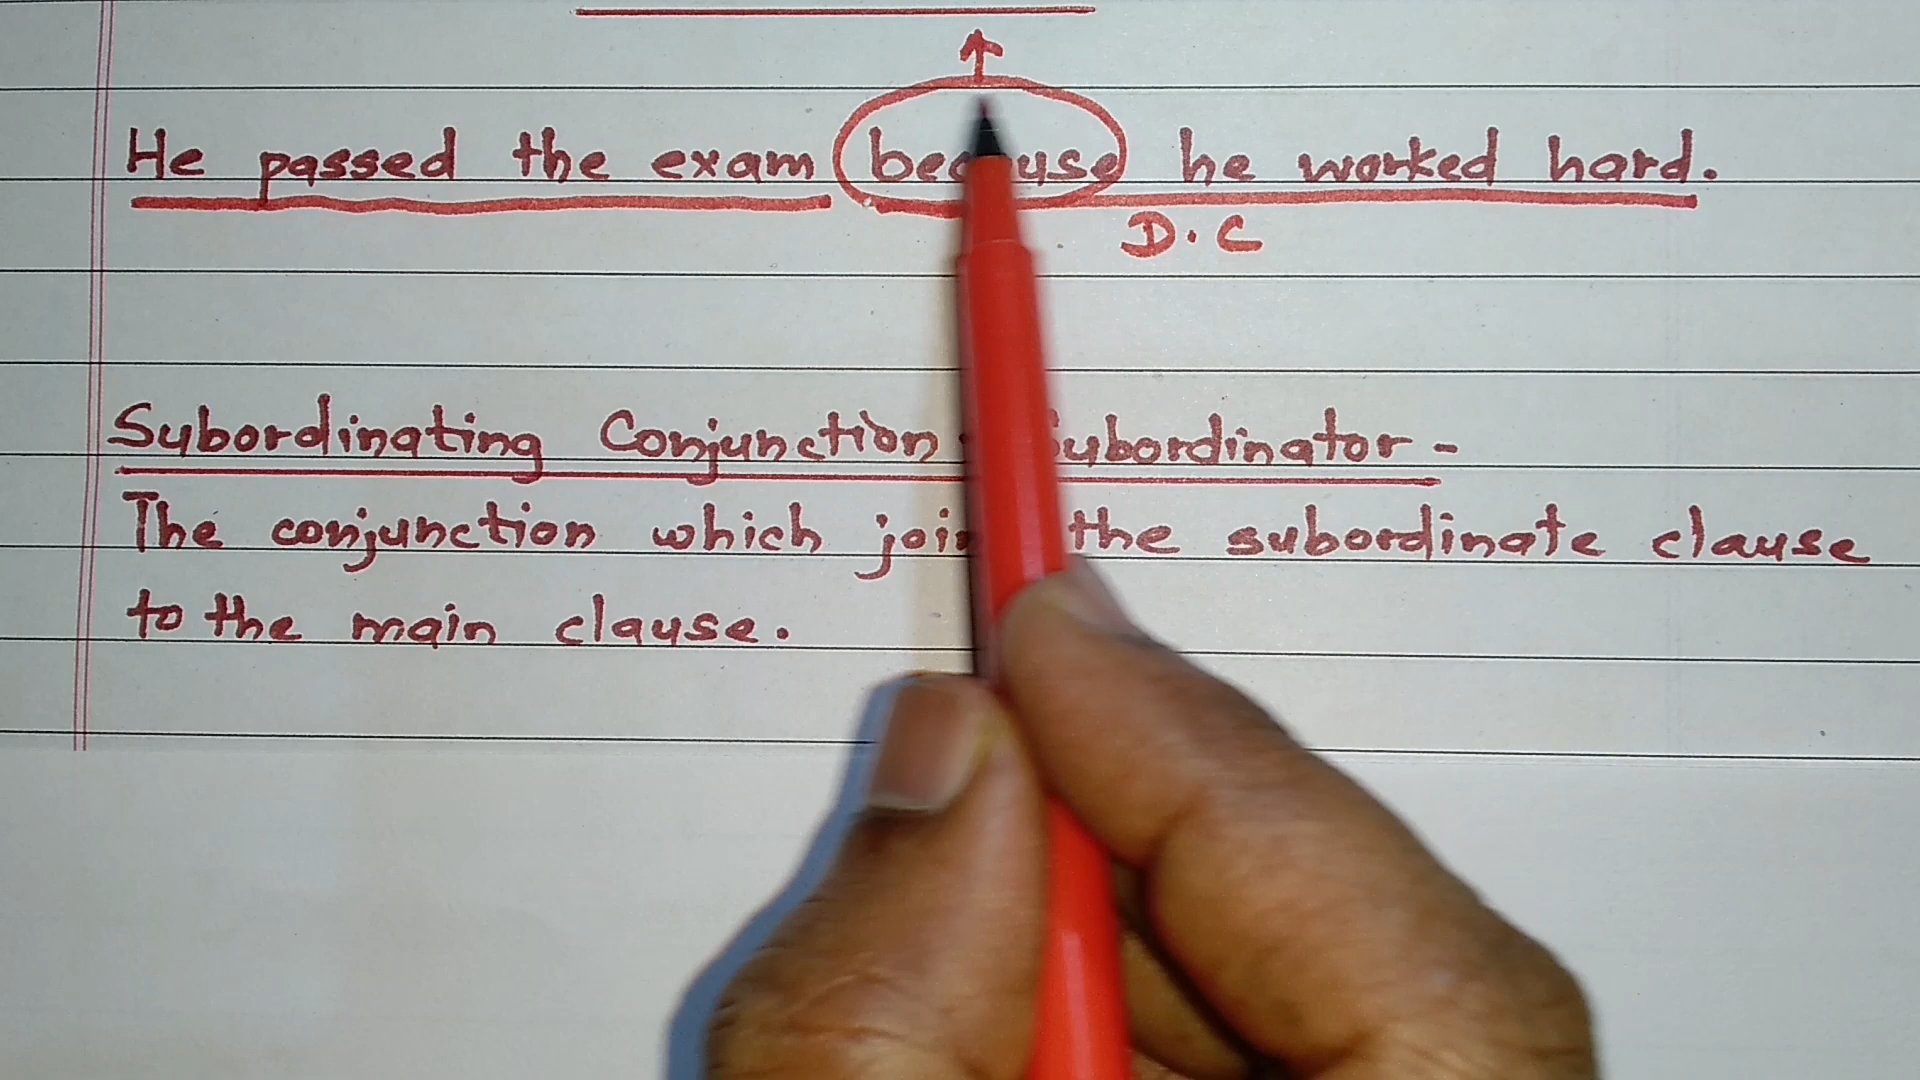 He passed the exam because he worked hard.
D.C
Subordinating Conjunction Subordinator -
The conjunction which joins the subordinate clause
to the main clause.